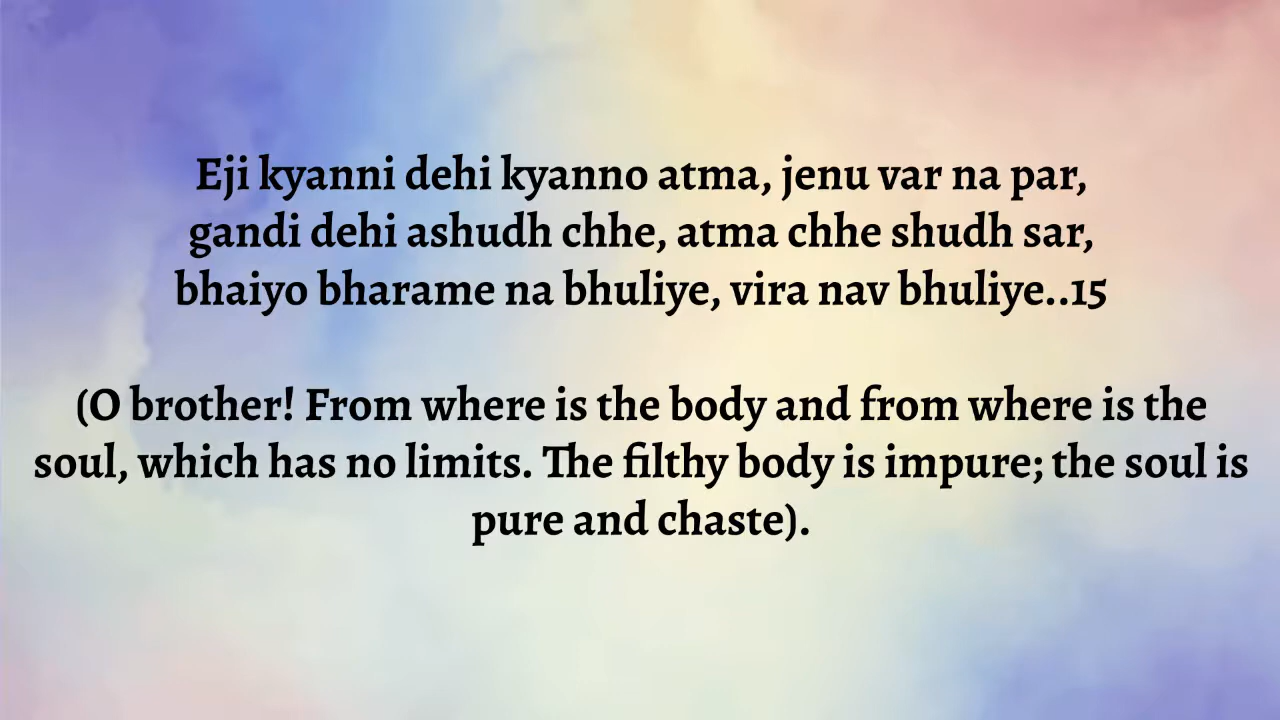 Eji kyanni dehi kyanno atma, jenu var na par,
gandi dehi ashudh chhe, atma chhe shudh sar,
bhaiyo bharame na bhuliye, vira nav bhuliye..15
(O brother! From where is the body and from where is the
soul, which has no limits. The filthy body is impure; the soul is
pure and chaste).